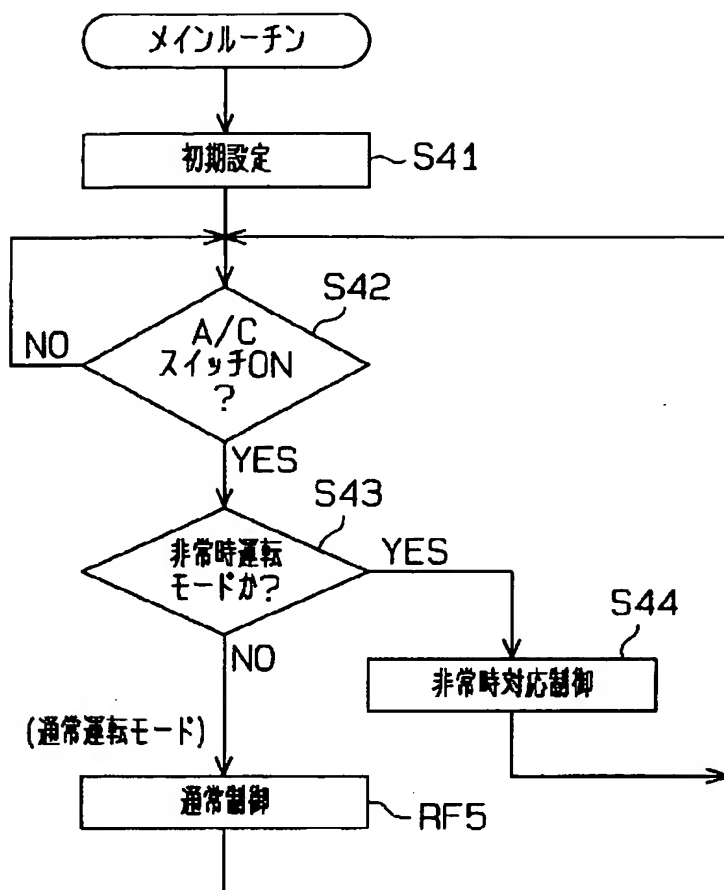 メインルーチン
初期設定
S41
S42
NO
A/C
スイッチON
?
YES
S43
非常時運転
モードか?
YES
S44
NO
非常時対応制御
(通常運転モード)
通常制御
RF5